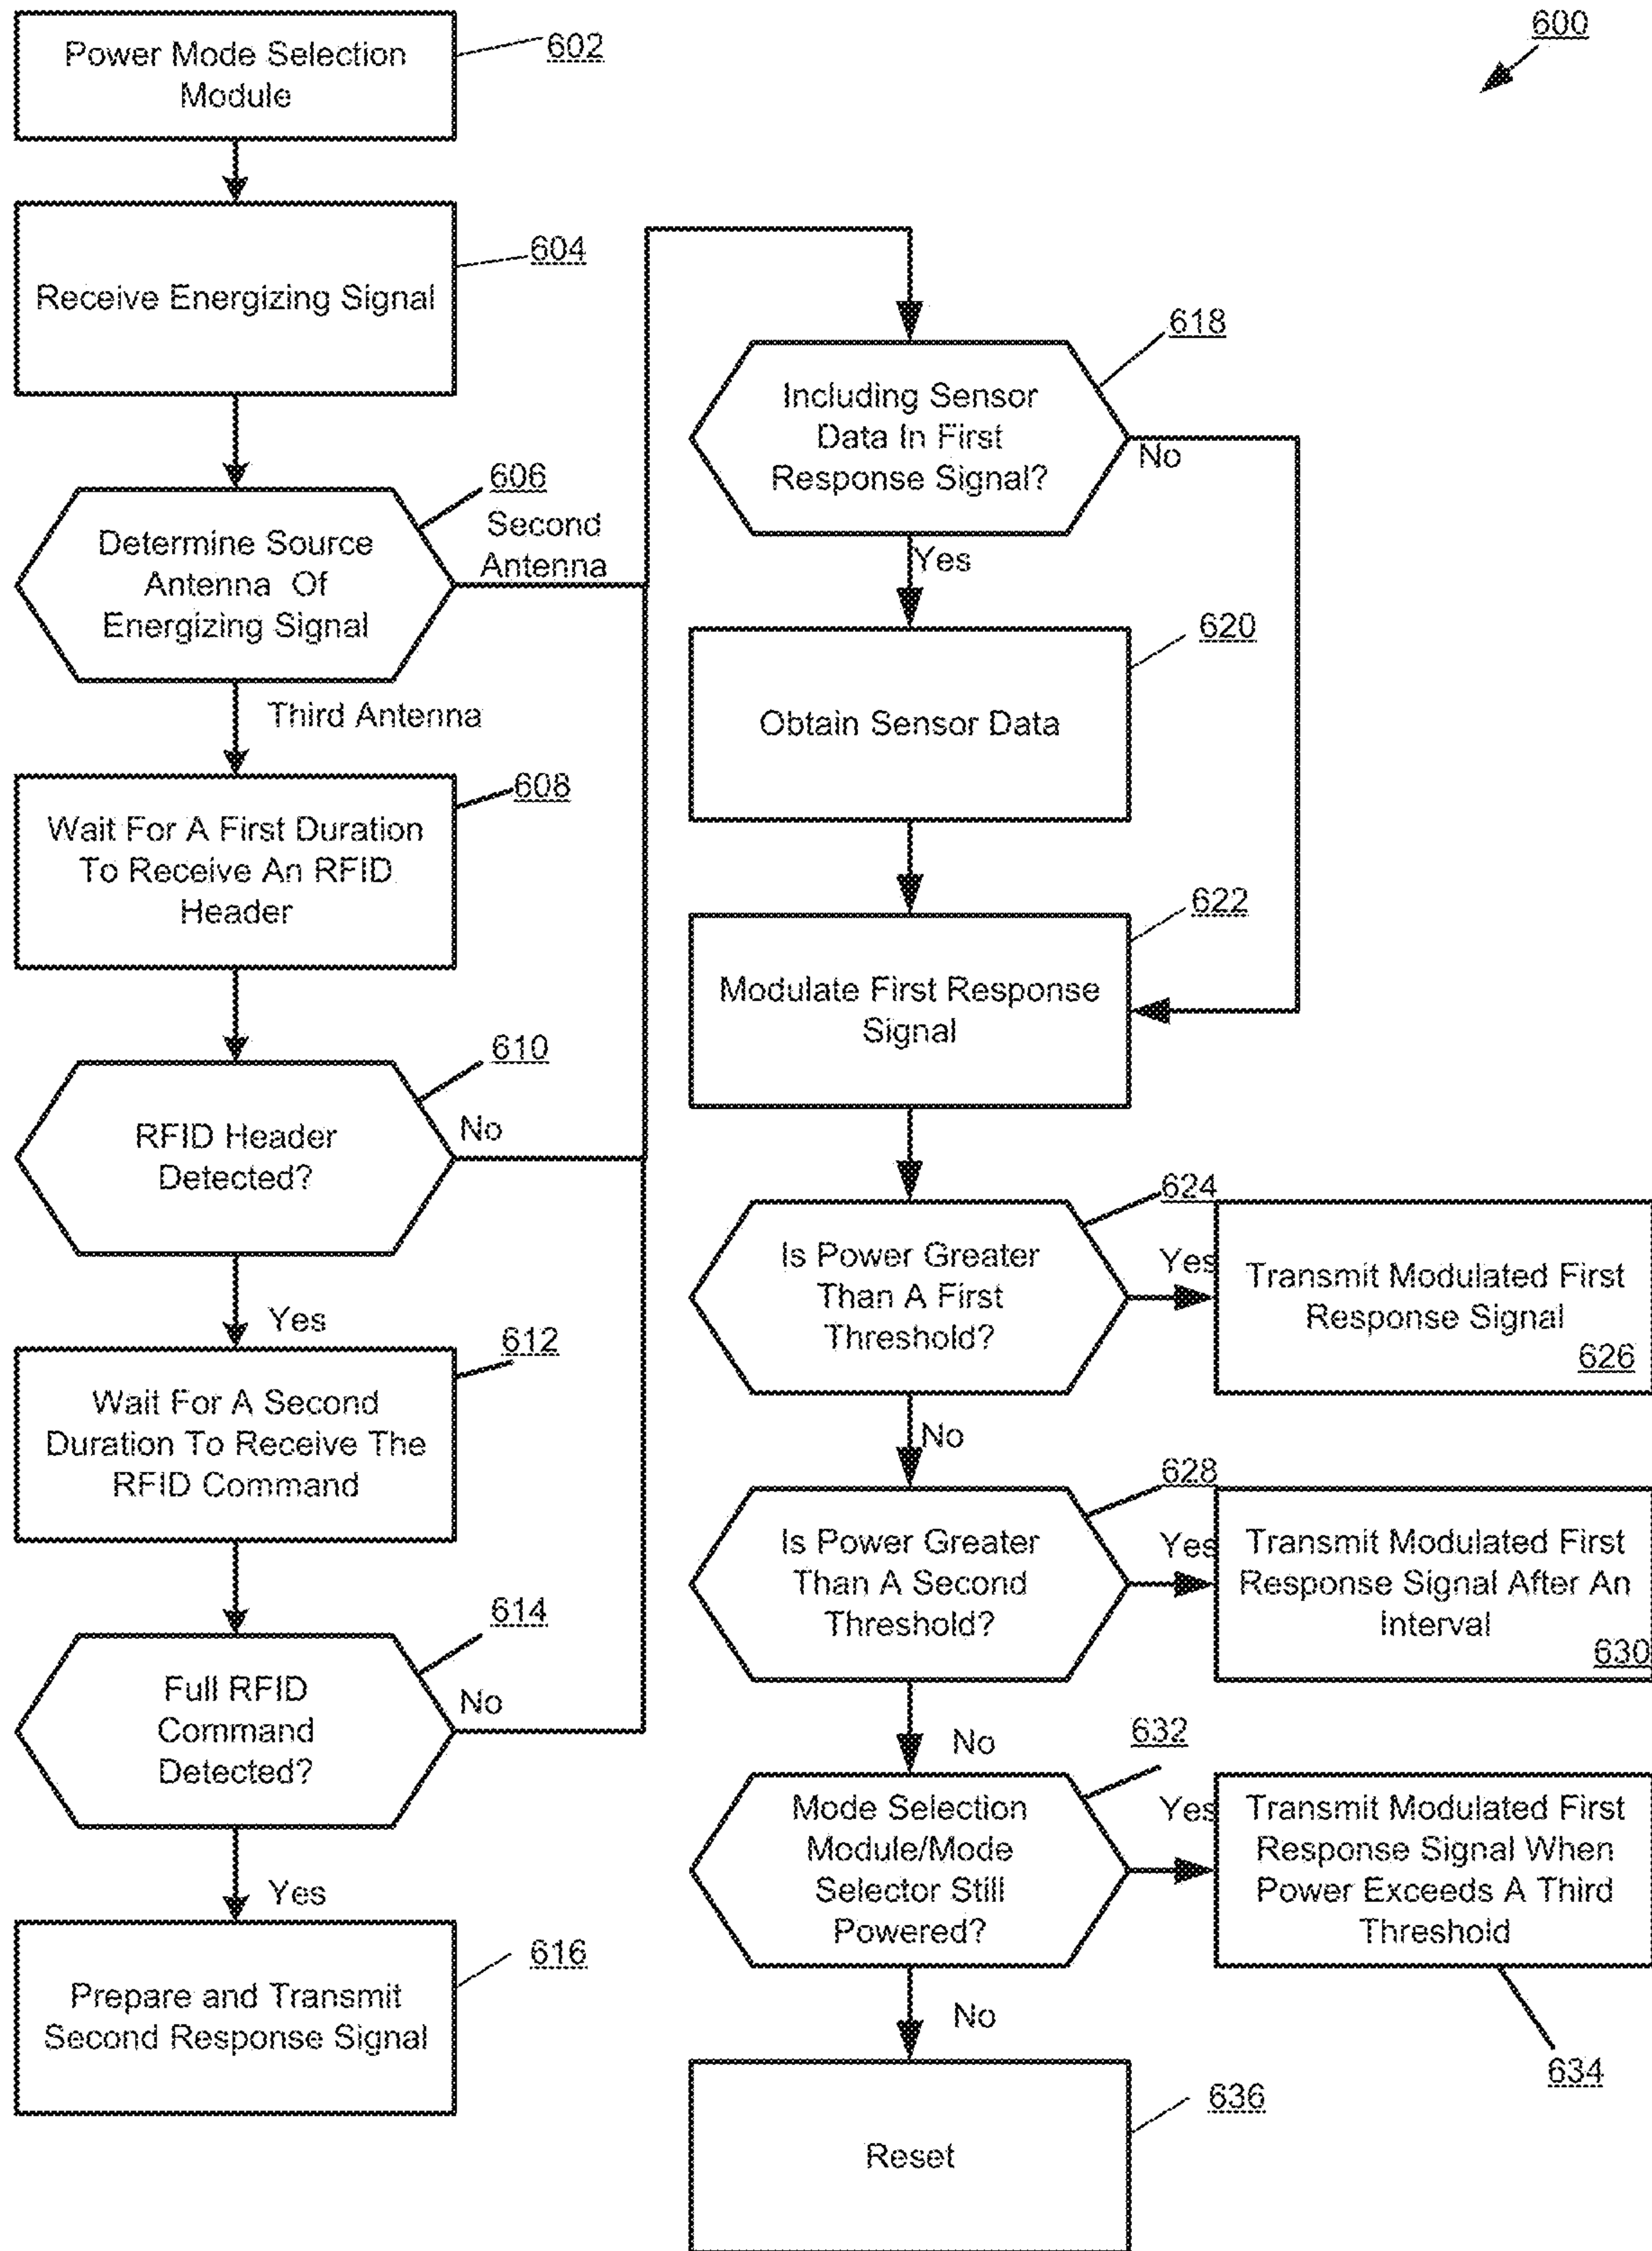 600
Power Mode Selection
Module
602
Receive Energizing Signal
604
Determine Source
Antenna Of
Energizing Signal
606
Second
Antenna
Third Antenna
Wait For A First Duration
To Receive An RFID
Header
608
RFID Header
Detected?
610
No
Yes
Wait For A Second
Duration To Receive The
RFID Command
612
Full RFID
Command
Detected?
614
No
Yes
Prepare and Transmit
Second Response Signal
616
Including Sensor
Data In First
Response Signal?
618
No
Yes
Obtain Sensor Data
620
Modulate First Response
Signal
622
Is Power Greater
Than A First
Threshold?
624
Yes
Transmit Modulated First
Response Signal
626
No
Is Power Greater
Than A Second
Threshold?
628
Yes
Transmit Modulated First
Response Signal After An
Interval
630
No
Mode Selection
Module/Mode
Selector Still
Powered?
632
Yes
Transmit Modulated First
Response Signal When
Power Exceeds A Third
Threshold
634
No
Reset
636